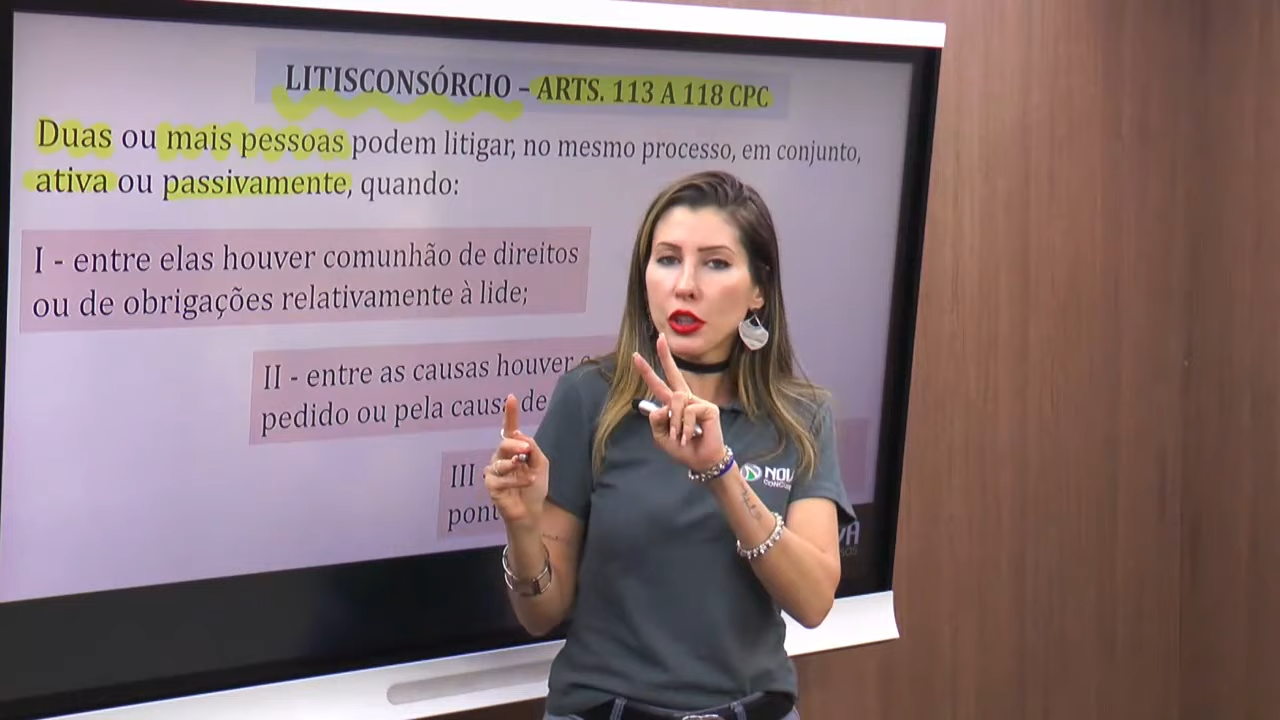 LITISCONSÓRCIO – ARTS. 113 A 118 CPC
Duas ou mais pessoas podem litigar, no mesmo processo, em conjunto,
ativa ou passivamente, quando:
I - entre elas houver comunhão de direitos
ou de obrigações relativamente à lide;
II - entre as causas houver
pedido ou pela causa de
III -